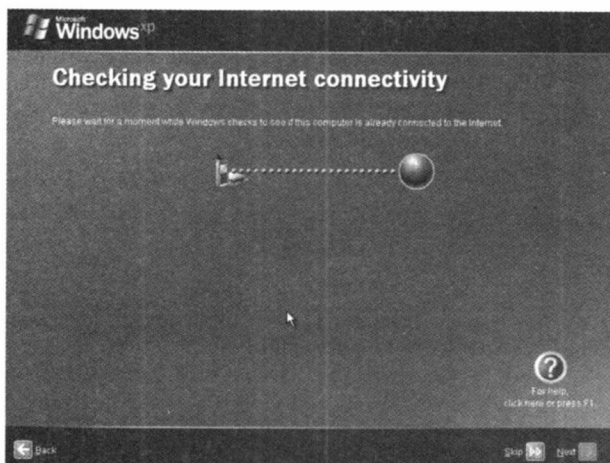 Microsoft
Windows xp
Checking your Internet connectivity
Please wait for a moment while Windows checks to see if this computer is already connected to the Internet.
?
For help,
click here or press F1.
Back
Skip
Next